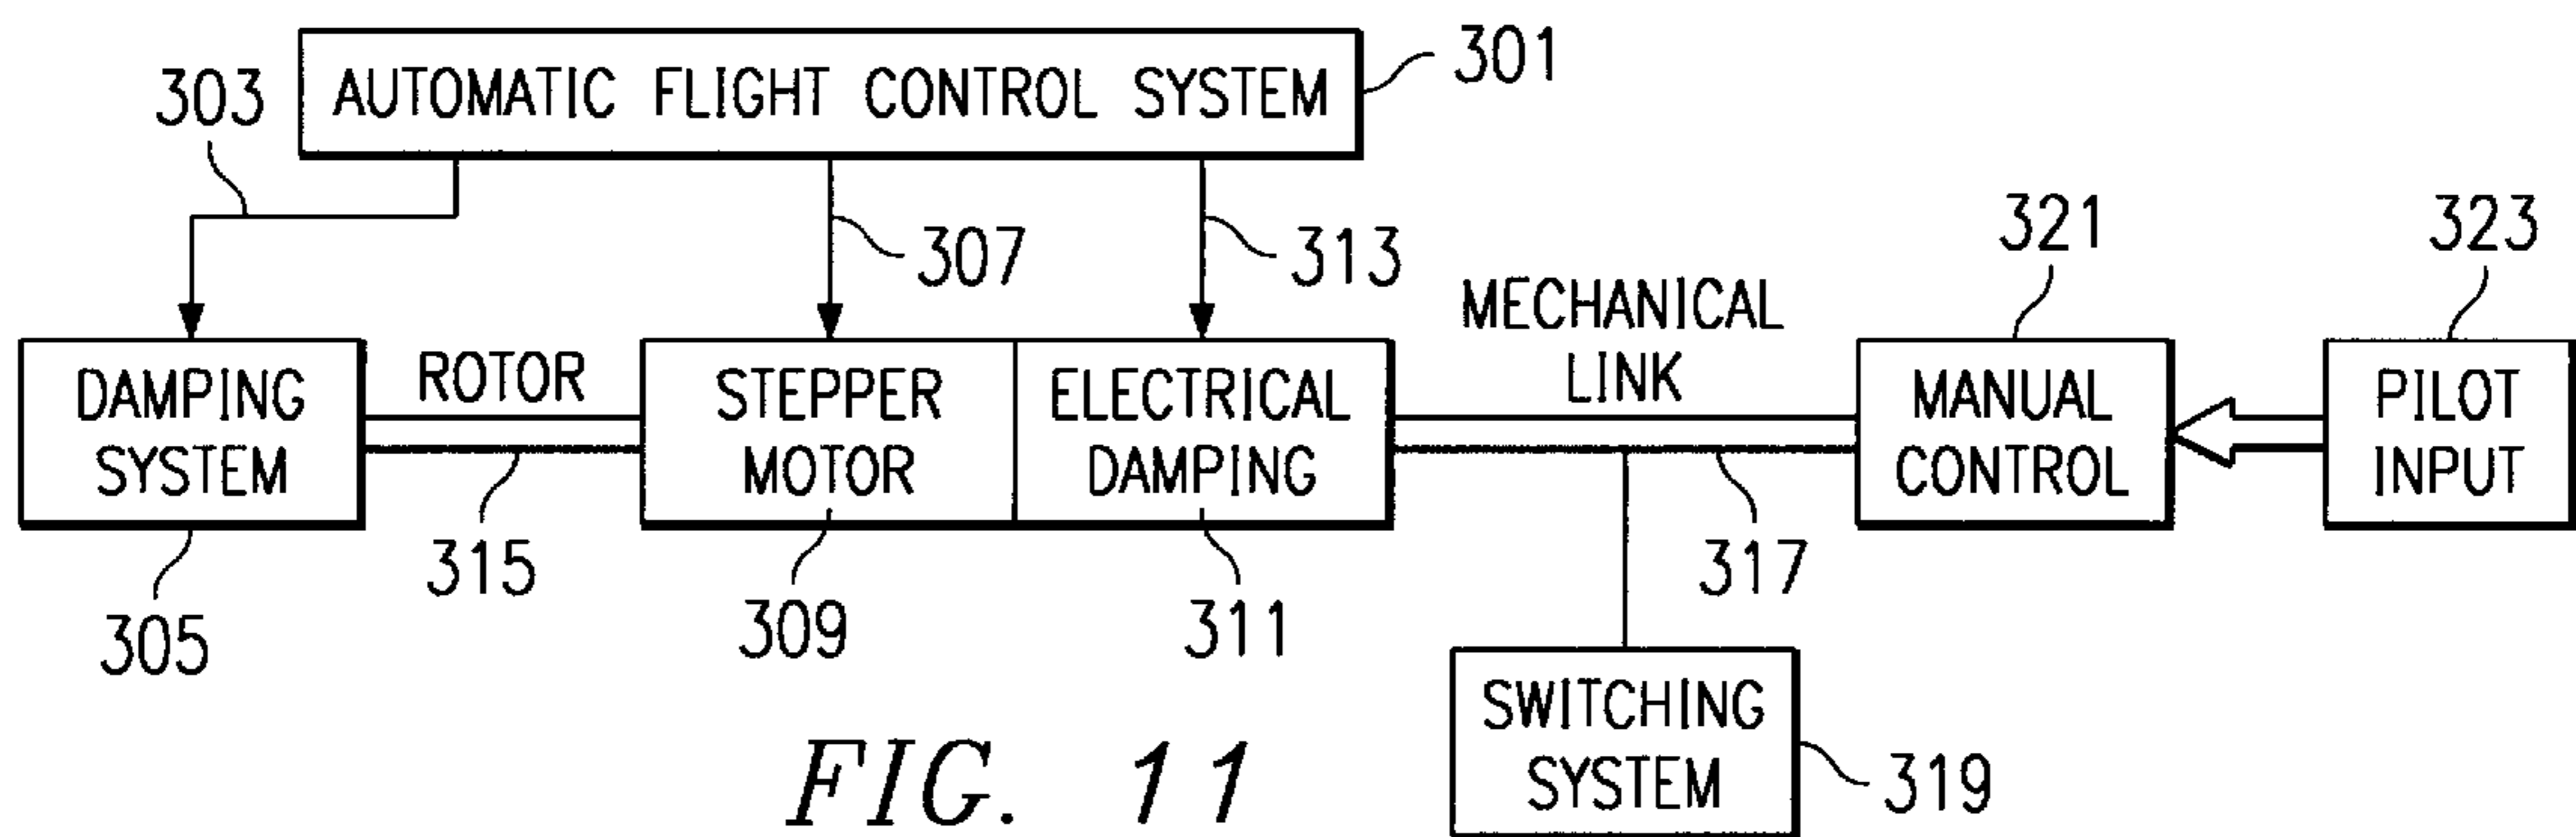 301
AUTOMATIC FLIGHT CONTROL SYSTEM
303
307
313
321
323
MECHANICAL
LINK
ROTOR
DAMPING
SYSTEM
STEPPER
MOTOR
ELECTRICAL
DAMPING
MANUAL
CONTROL
PILOT
INPUT
315
317
305
309
311
SWITCHING
SYSTEM
319
FIG. 11